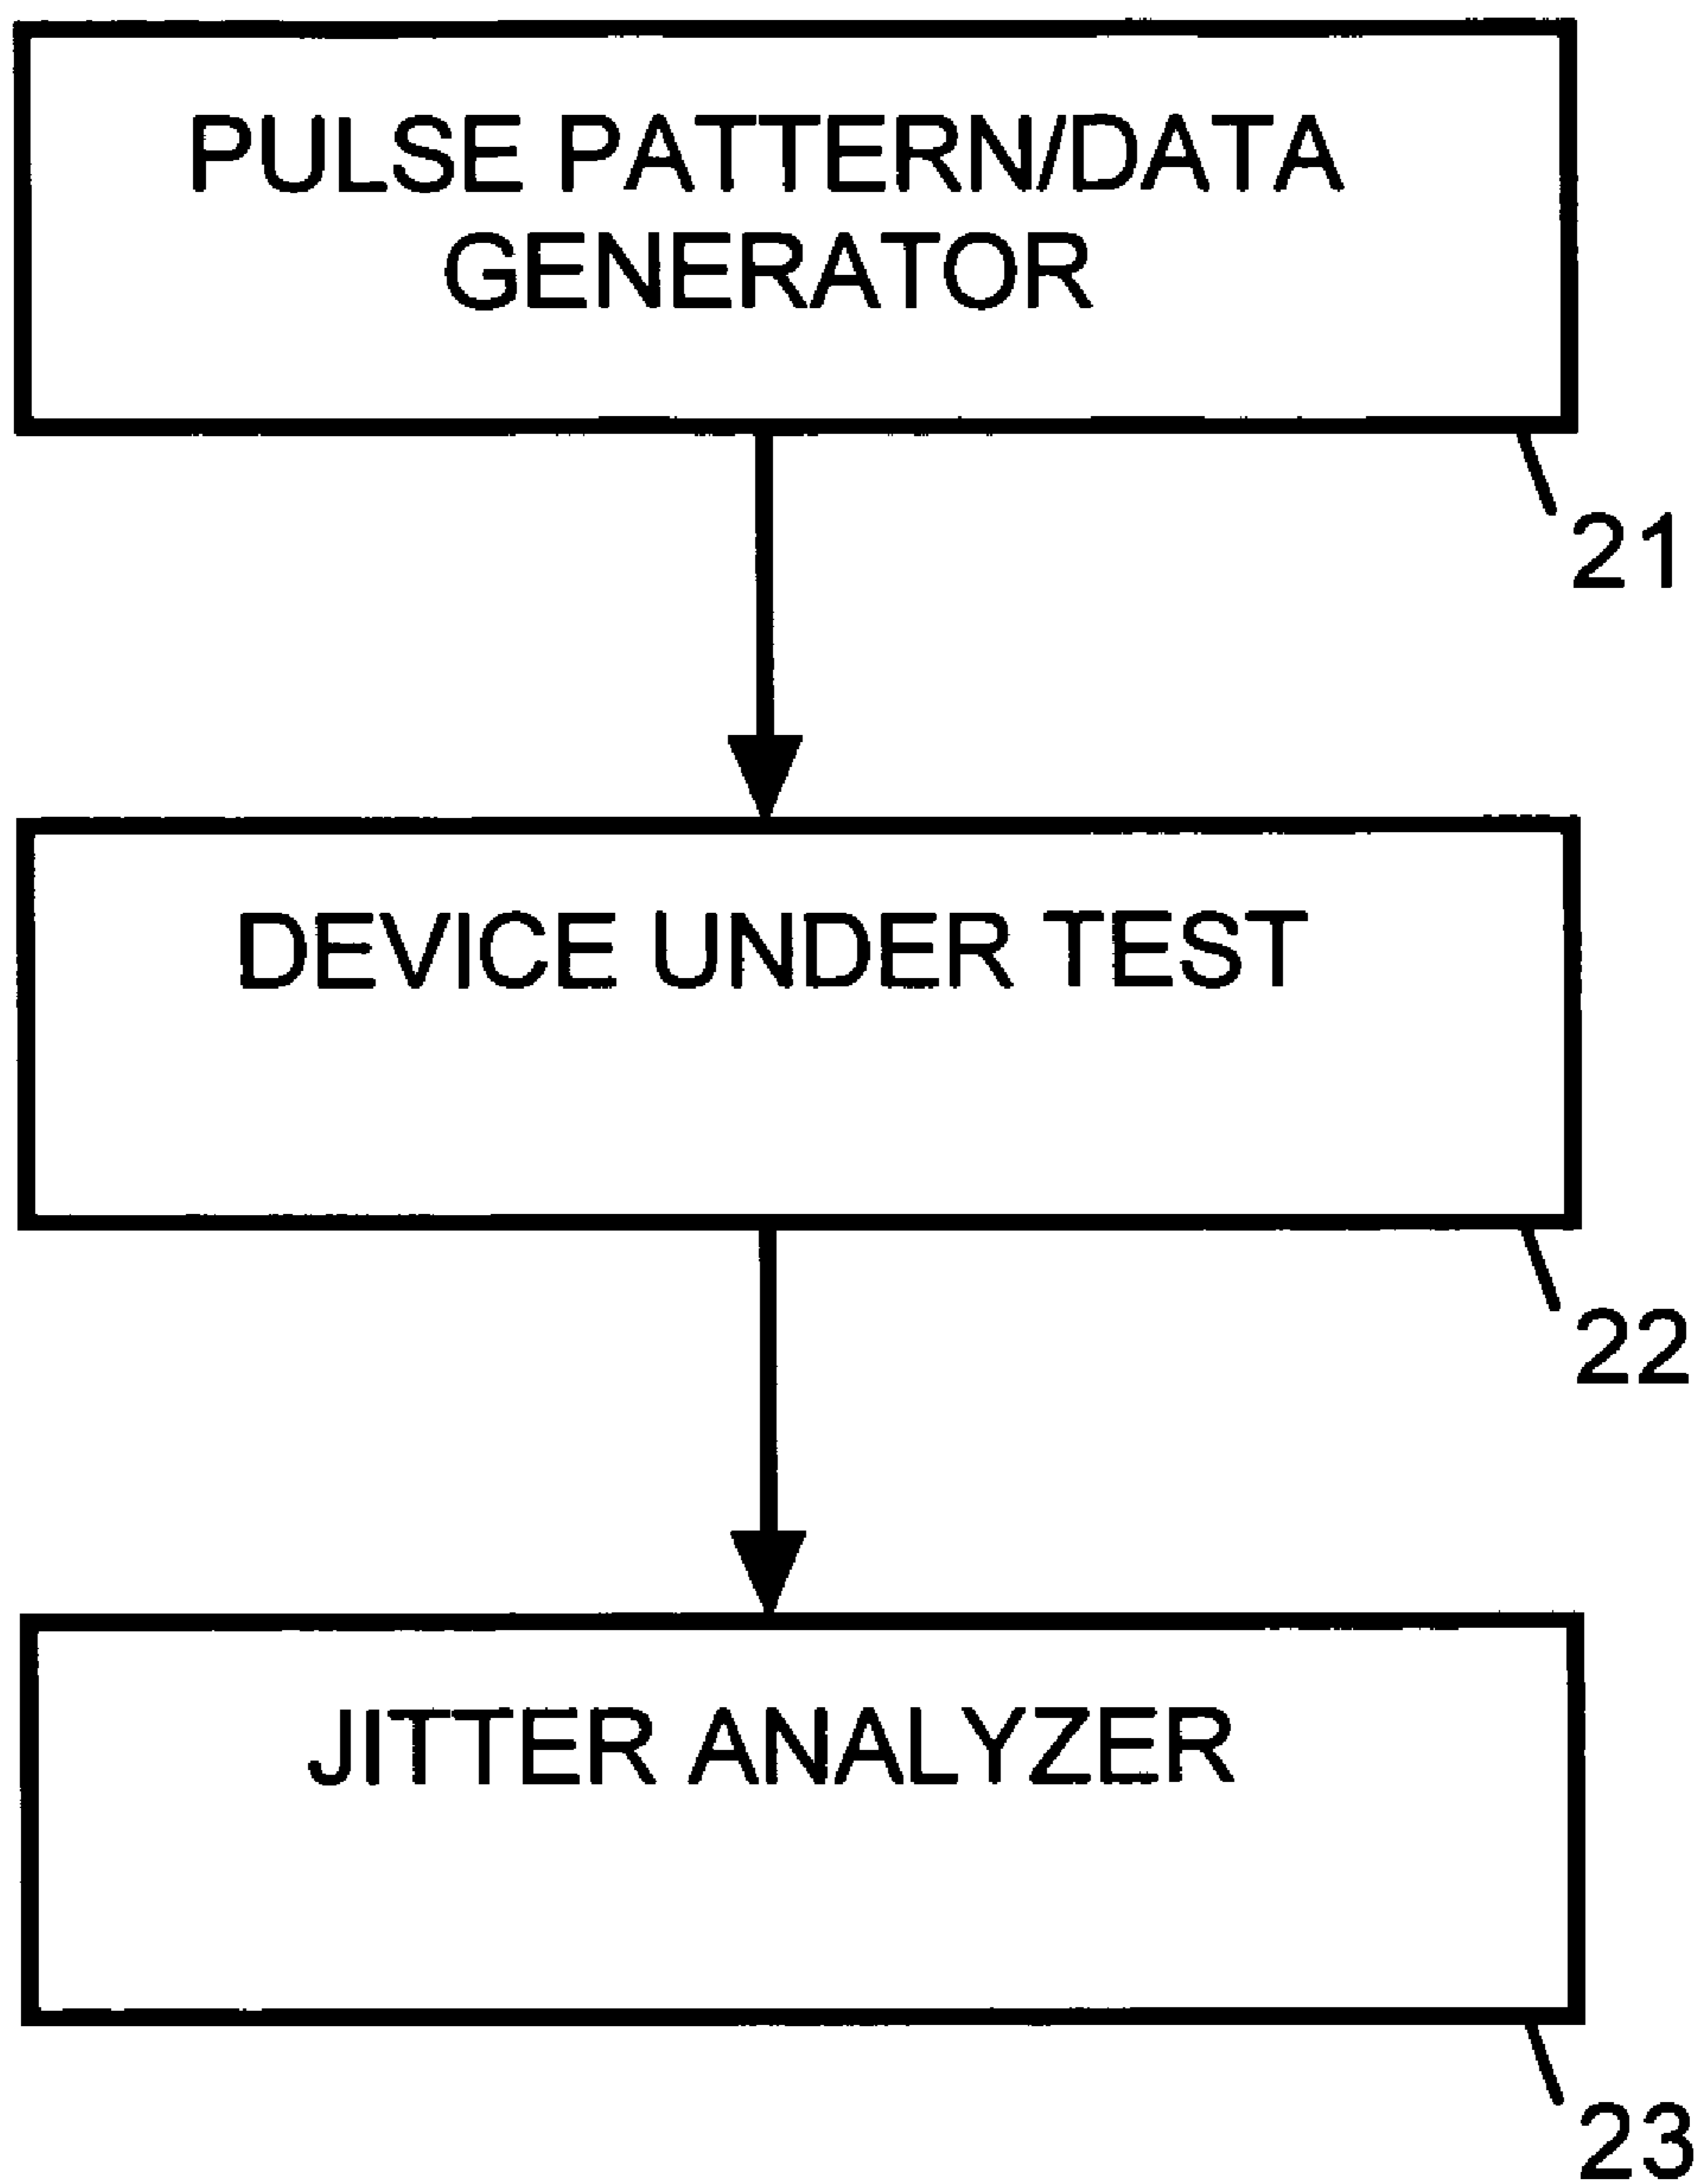 PULSE PATTERN/DATA
GENERATOR
21
DEVICE UNDER TEST
22
JITTER ANALYZER
23